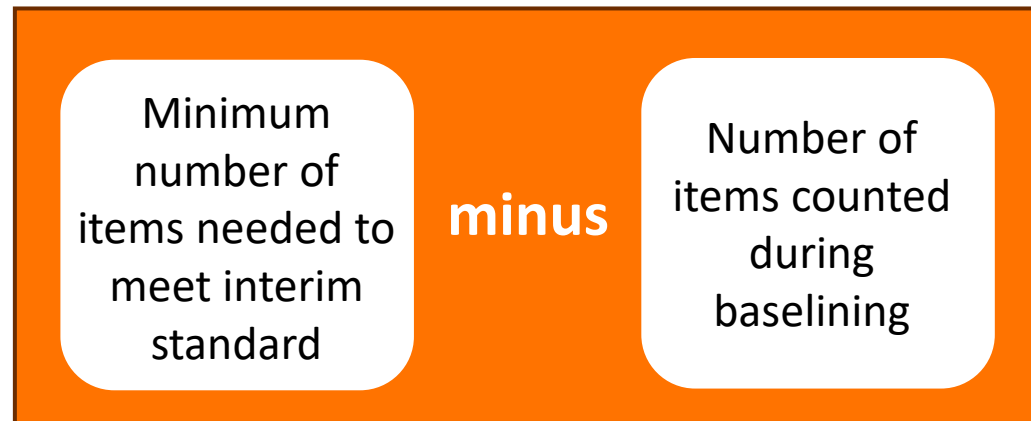 Minimum
number of
items needed to
meet interim
standard
minus
Number of
items counted
during
baselining